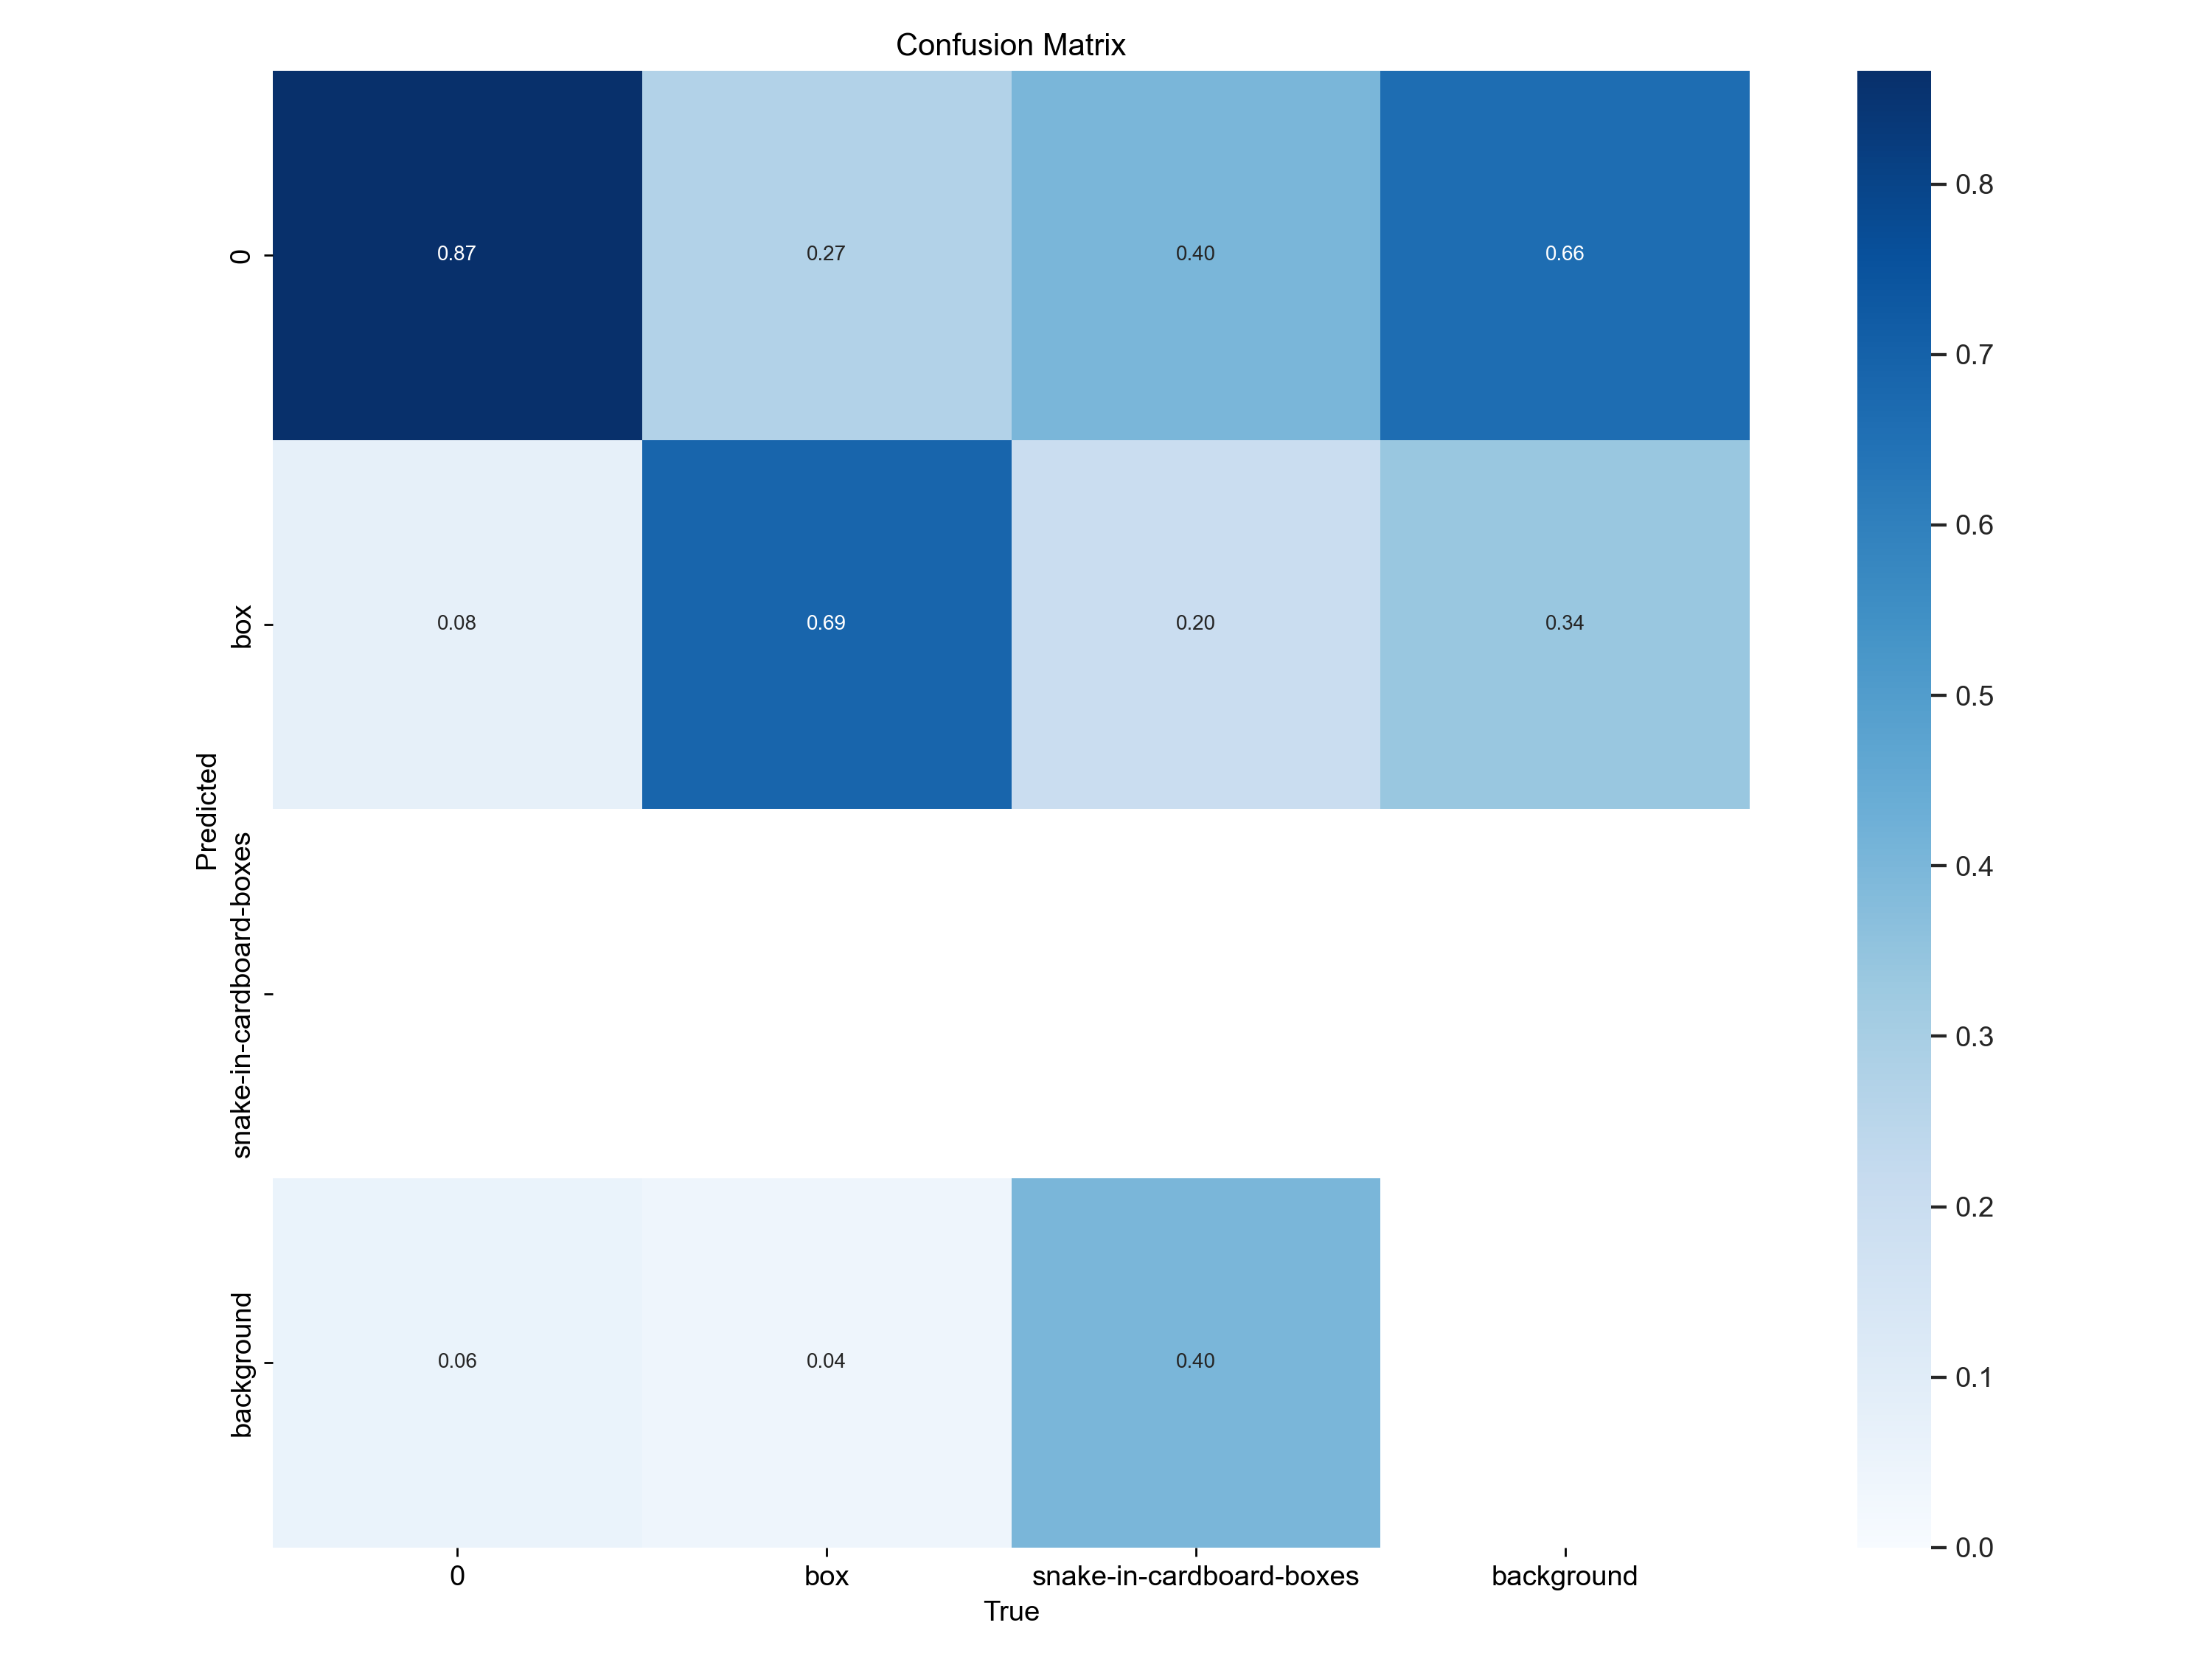 Confusion Matrix
0.87 0.27 0.40 0.66
0.08 0.69 0.20 0.34
0.06 0.04 0.40
0
box
snake-in-cardboard-boxes
background
Predicted
0 box snake-in-cardboard-boxes background
True
0.8
0.7
0.6
0.5
0.4
0.3
0.2
0.1
0.0